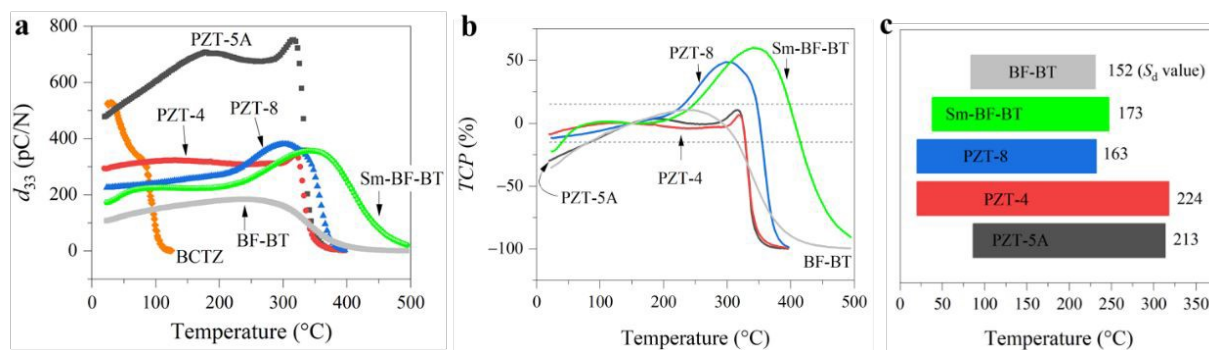 a
800
600
400
200
0
d33 (pC/N)
0 100 200 300 400 500
Temperature (°C)
PZT-5A
PZT-4
PZT-8
Sm-BF-BT
BF-BT
BCTZ
b
50
0
−50
−100
TCP (%)
0 100 200 300 400 500
Temperature (°C)
PZT-8
Sm-BF-BT
PZT-5A
PZT-4
BF-BT
c
BF-BT 152 (Sd value)
Sm-BF-BT 173
PZT-8 163
PZT-4 224
PZT-5A 213
0 50 100 150 200 250 300 350
Temperature (°C)